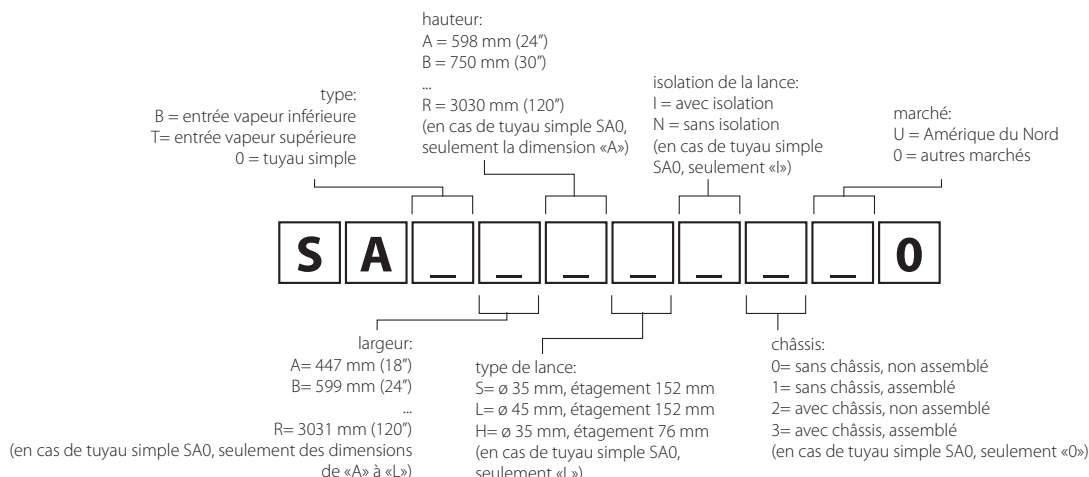 hauteur:
A = 598 mm (24”)
B = 750 mm (30”)
...
R = 3030 mm (120”)
(en cas de tuyau simple SA0,
seulement la dimension «A»)
type:
B = entrée vapeur inférieure
T= entrée vapeur supérieure
0 = tuyau simple
isolation de la lance:
I = avec isolation
N = sans isolation
(en cas de tuyau simple
SA0, seulement «I»)
marché:
U = Amérique du Nord
0 = autres marchés
S A _ _ _ _ _ _ _ 0
largeur:
A= 447 mm (18”)
B= 599 mm (24”)
...
R= 3031 mm (120”)
(en cas de tuyau simple SA0, seulement des dimensions
de «A» à «L»)
type de lance:
S= ø 35 mm, étagement 152 mm
L= ø 45 mm, étagement 152 mm
H= ø 35 mm, étagement 76 mm
(en cas de tuyau simple SA0,
seulement «L»)
châssis:
0= sans châssis, non assemblé
1= sans châssis, assemblé
2= avec châssis, non assemblé
3= avec châssis, assemblé
(en cas de tuyau simple SA0, seulement «0»)